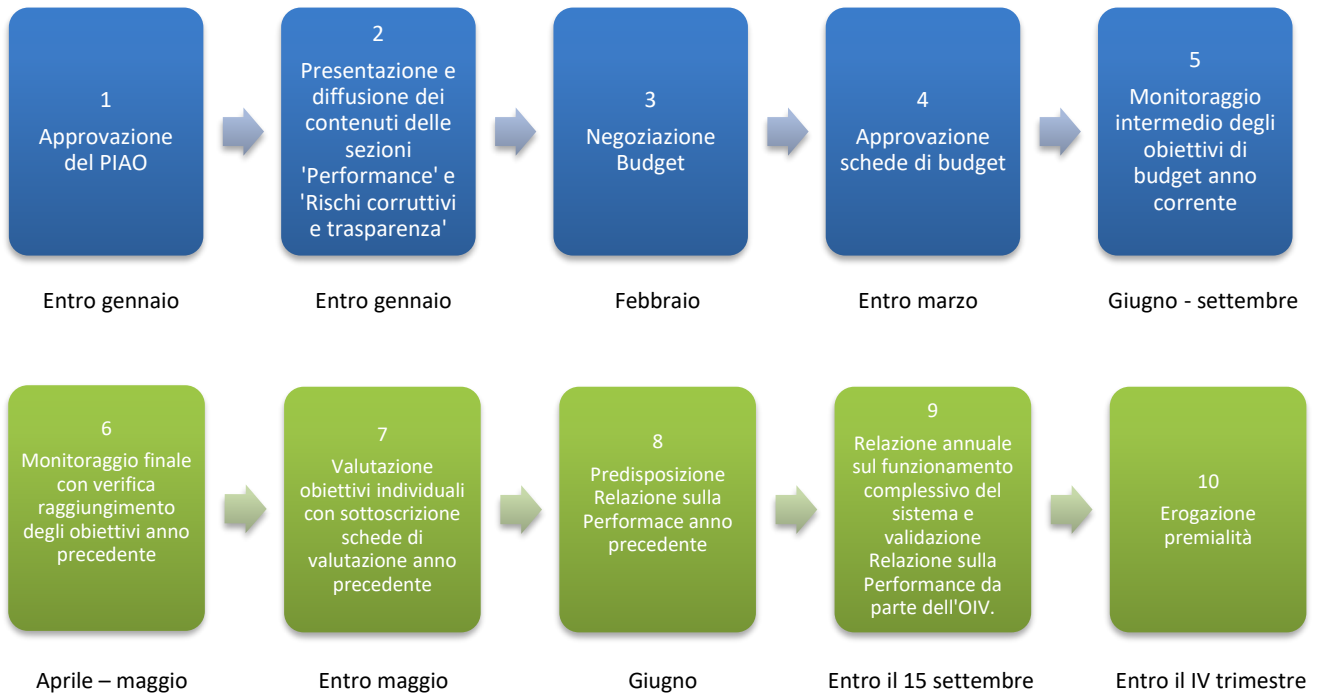 1
Approvazione
del PIAO
2
Presentazione e
diffusione dei
contenuti delle
sezioni
'Performance' e
'Rischi corruttivi
e trasparenza'
3
Negoziazione
Budget
4
Approvazione
schede di budget
5
Monitoraggio
intermedio degli
obiettivi di
budget anno
corrente
Entro gennaio
Entro gennaio
Febbraio
Entro marzo
Giugno - settembre
6
Monitoraggio finale
con verifica
raggiungimento
degli obiettivi anno
precedente
7
Valutazione
obiettivi individuali
con sottoscrizione
schede di
valutazione anno
precedente
8
Predisposizione
Relazione sulla
Performace anno
precedente
9
Relazione annuale
sul funzionamento
complessivo del
sistema e
validazione
Relazione sulla
Performance da
parte dell'OIV.
10
Erogazione
premialità
Aprile – maggio
Entro maggio
Giugno
Entro il 15 settembre
Entro il IV trimestre